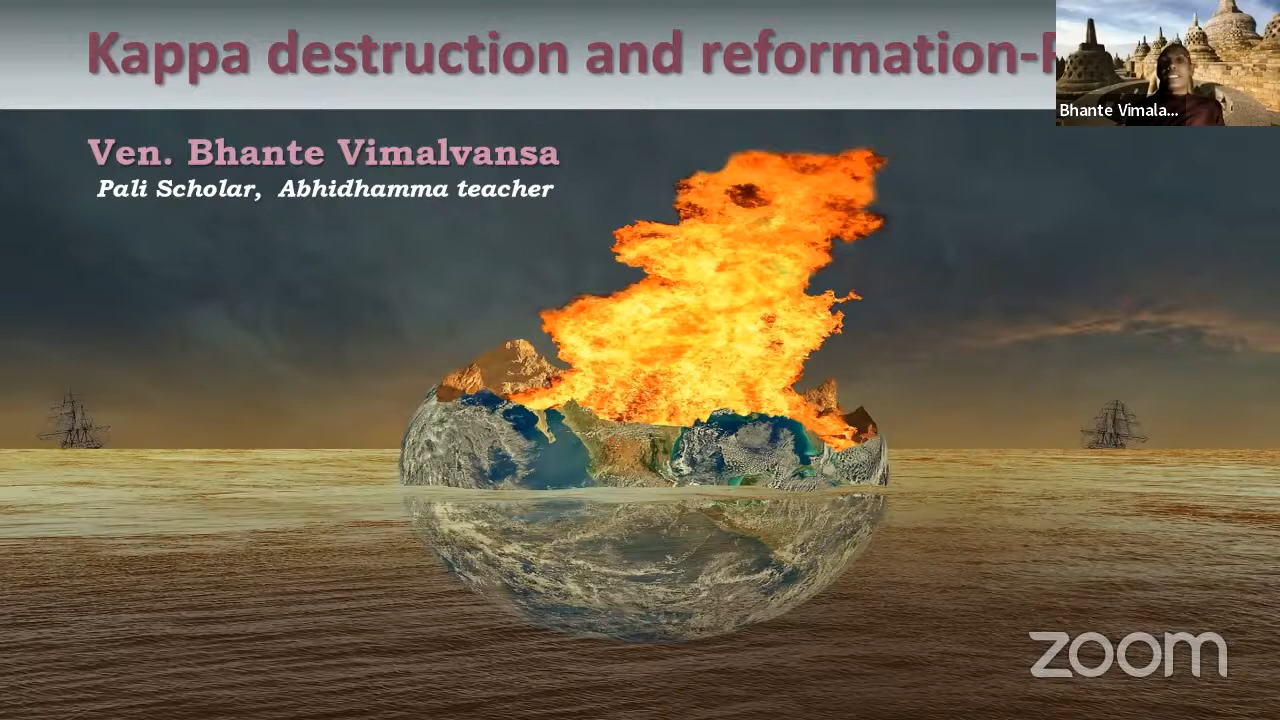 Kappa destruction and reformation-
Bhante Vimala...
Ven. Bhante Vimalvansa
Pali Scholar, Abhidhamma teacher
zoom